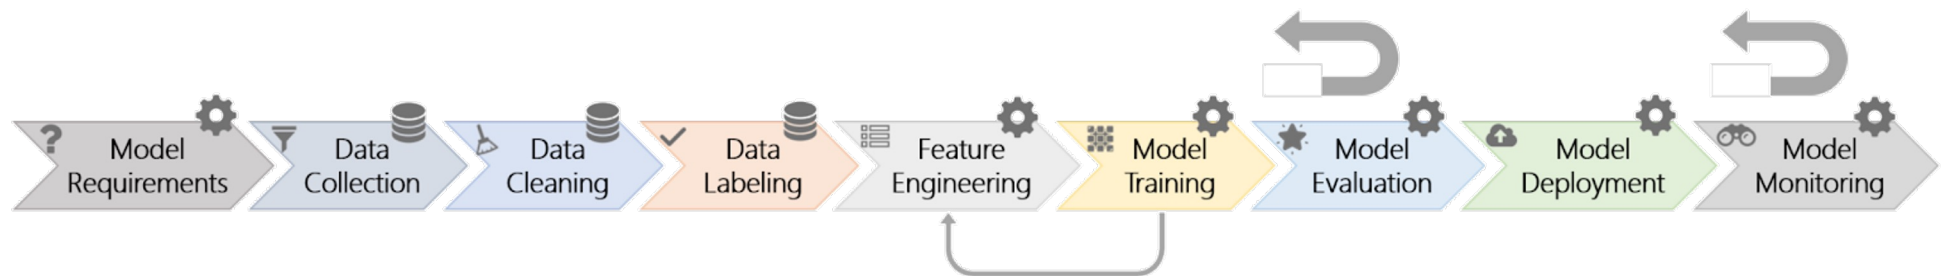 Model
Requirements
Data
Collection
Data
Cleaning
Data
Labeling
Feature
Engineering
Model
Training
Model
Evaluation
Model
Deployment
Model
Monitoring